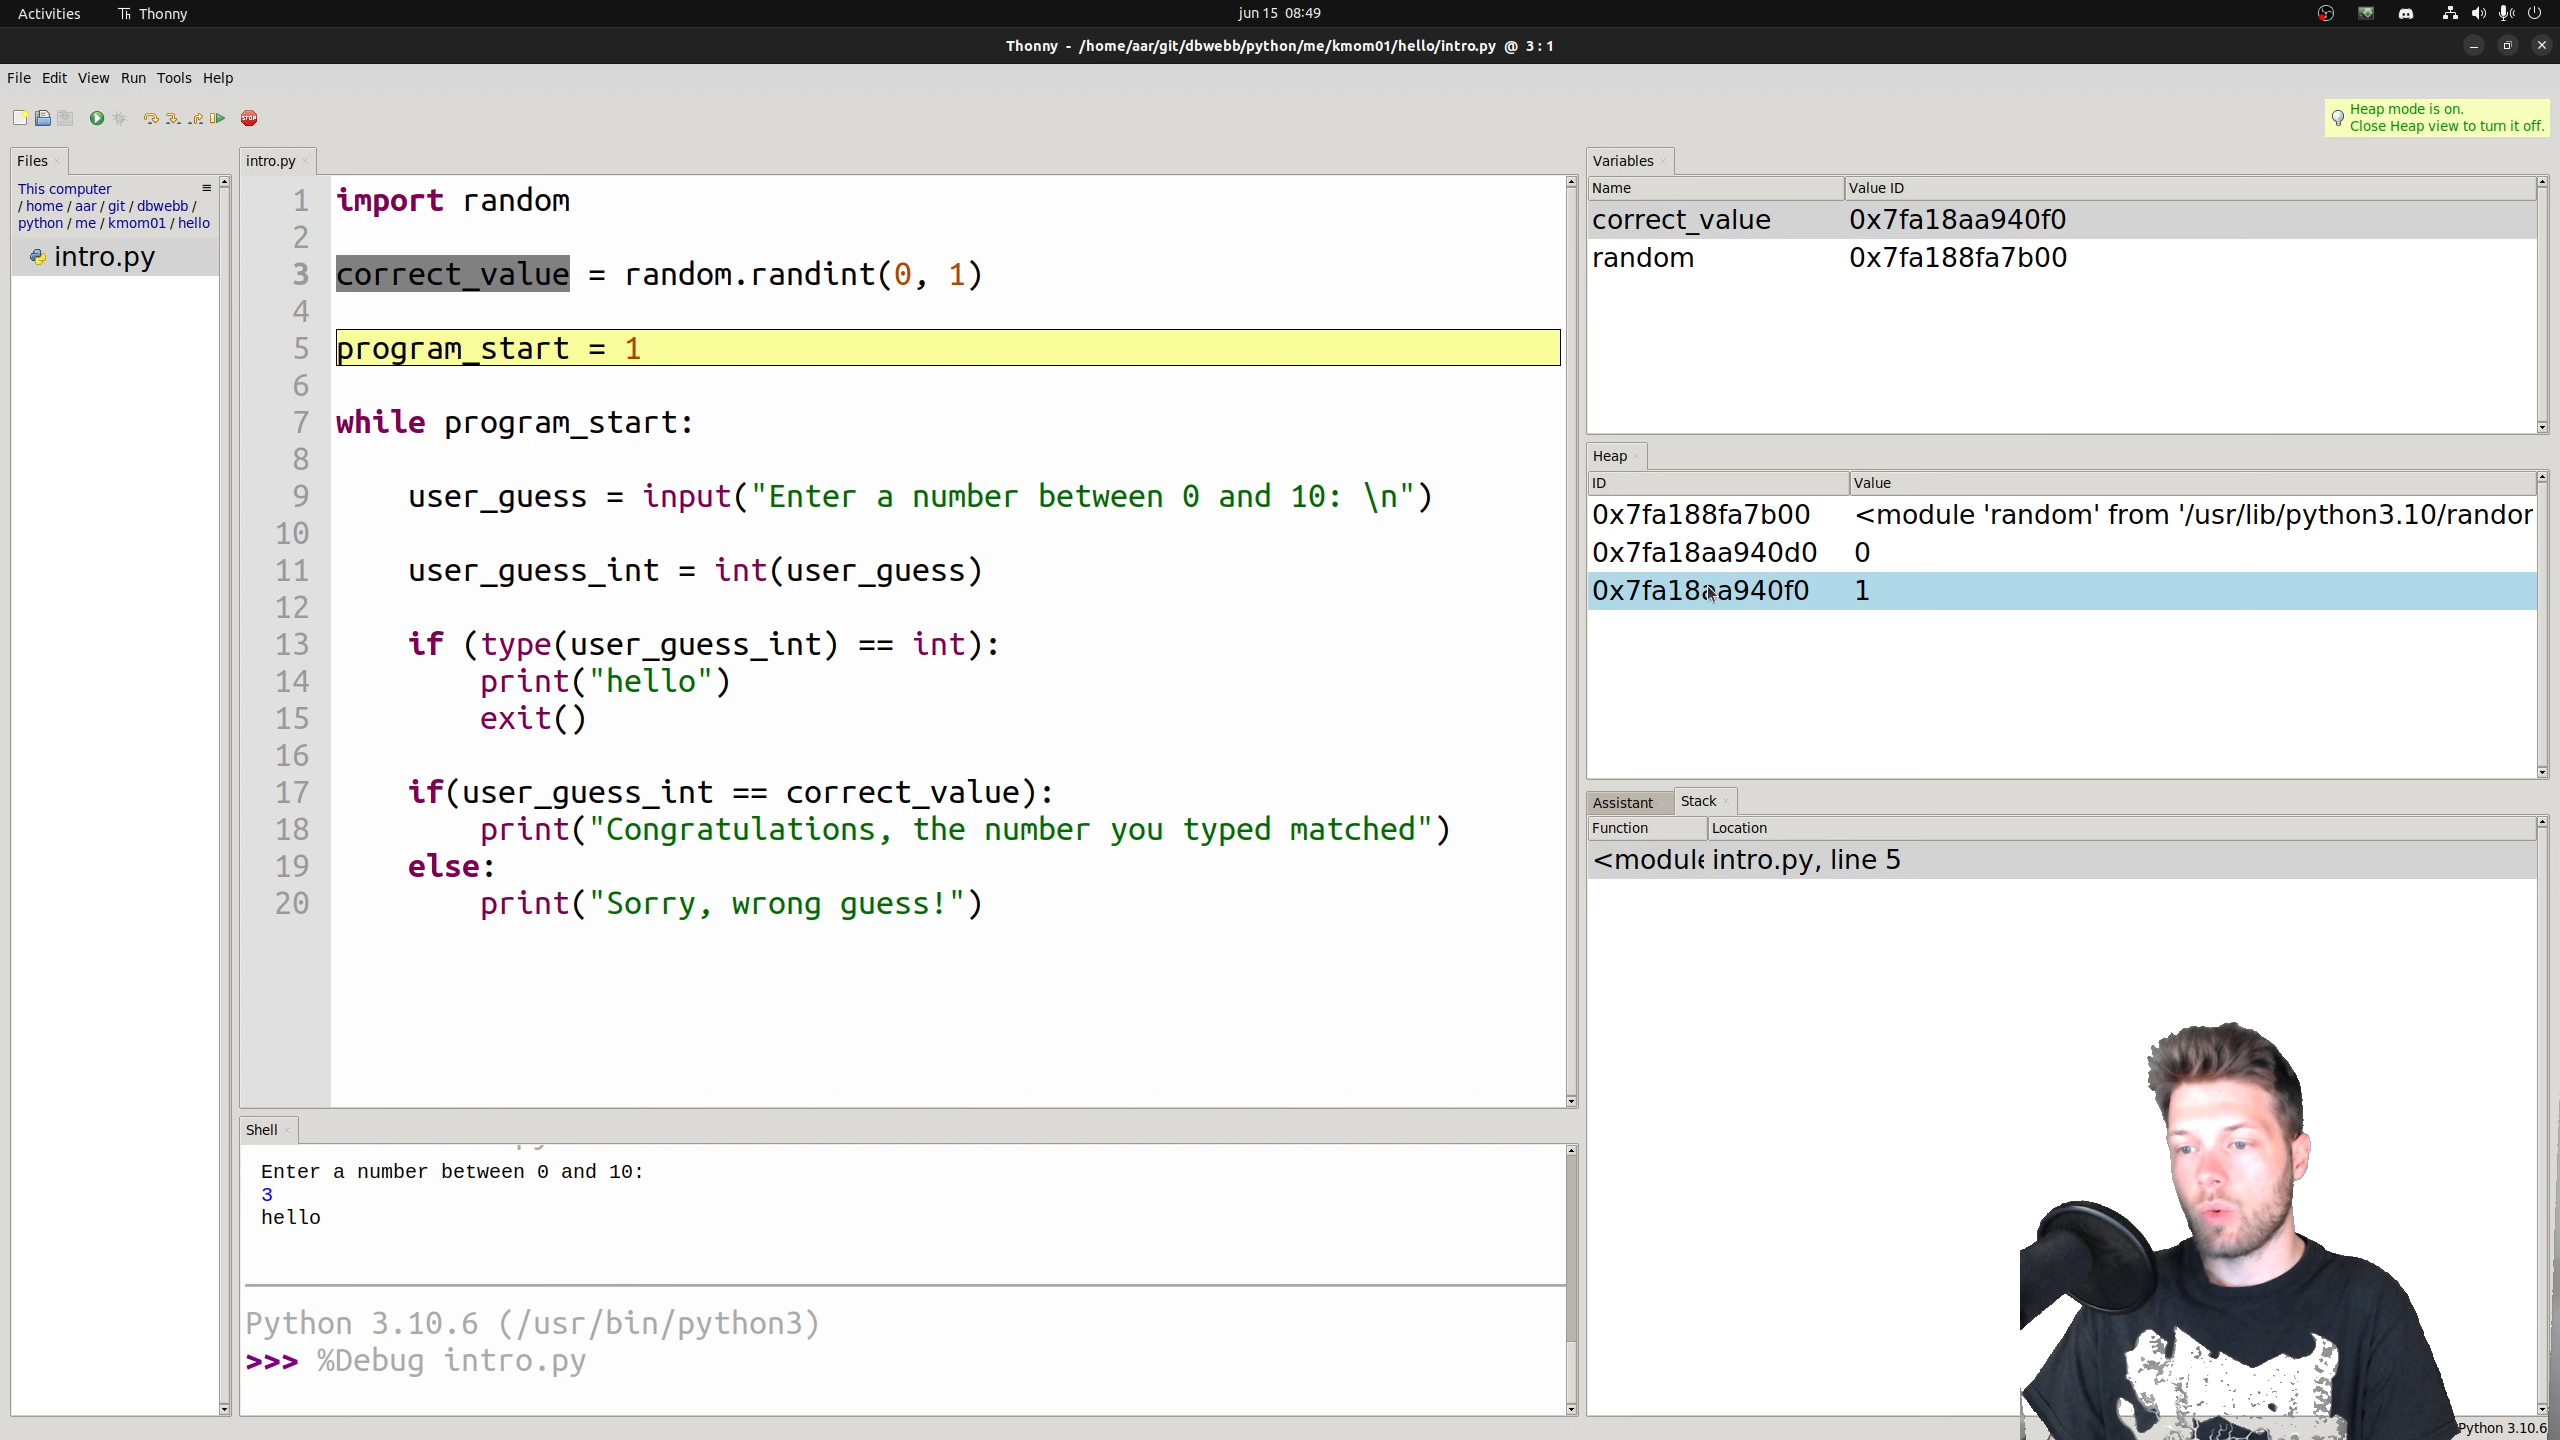 Activities
Thonny
jun 15 08:49
Thonny - /home/aar/git/dbwebb/python/me/kmom01/hello/intro.py @ 3:1
File Edit View Run Tools Help
STOP
Heap mode is on.
Close Heap view to turn it off.
Files
This computer
/ home / aar / git / dbwebb /
python / me / kmom01 / hello
intro.py
intro.py
1 import random
2
3 correct_value = random.randint(0, 1)
4
5 program_start = 1
6
7 while program_start:
8
9 user_guess = input("Enter a number between 0 and 10: \n")
10
11 user_guess_int = int(user_guess)
12
13 if (type(user_guess_int) == int):
14 print("hello")
15 exit()
16
17 if(user_guess_int == correct_value):
18 print("Congratulations, the number you typed matched")
19 else:
20 print("Sorry, wrong guess!")
Shell
Enter a number between 0 and 10:
3
hello
Python 3.10.6 (/usr/bin/python3)
>>> %Debug intro.py
Variables
Name Value ID
correct_value 0x7fa18aa940f0
random 0x7fa188fa7b00
Heap
ID Value
0x7fa188fa7b00 <module 'random' from '/usr/lib/python3.10/randor
0x7fa18aa940d0 0
0x7fa18aa940f0 1
Assistant Stack
Function Location
<module intro.py, line 5
Python 3.10.6